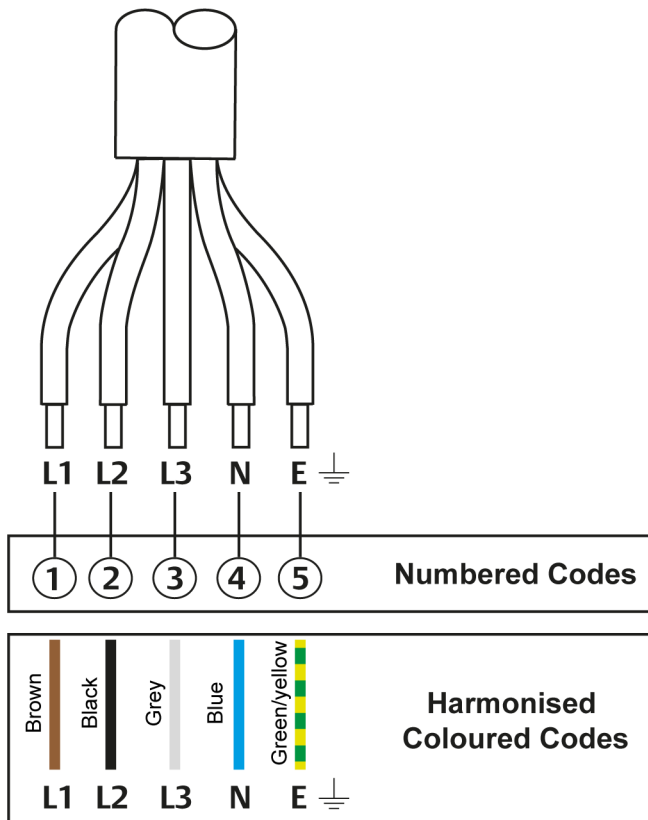 L1 L2 L3 N E
1 2 3 4 5 Numbered Codes
Brown Black Grey Blue Green/yellow
Harmonised
Coloured Codes
L1 L2 L3 N E